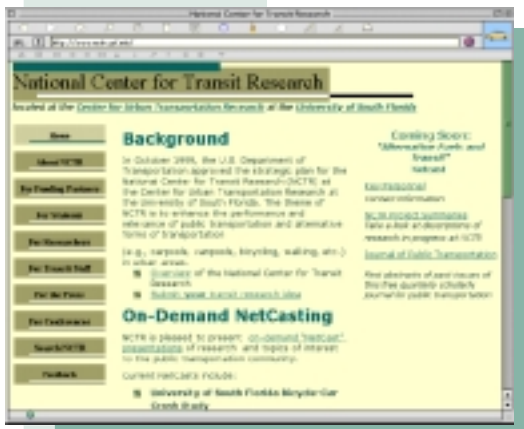 National Center for Transit Research
National Center for Transit Research
located at the Center for Urban Transportation Research at the University of South Florida
Home
About NCTR
For Funding Partners
For Visitors
For Researchers
For Transit Staff
For the Press
For Conferences
Search NCTR
Feedback
Background
In October 1998, the U.S. Department of
Transportation approved the strategic plan for the
National Center for Transit Research (NCTR) at
the Center for Urban Transportation Research at
the University of South Florida. The theme of
NCTR is to enhance the performance and
relevance of public transportation and alternative
forms of transportation
(e.g., carpools, vanpools, bicycling, walking, etc.)
in urban areas.
Overview of the National Center for Transit
Research
Submit transit research idea
On-Demand NetCasting
NCTR is pleased to present on-demand "NetCast"
presentations of research and topics of interest
to the public transportation community.
Current NetCasts include:
University of South Florida Bicycle-Car
Crash Study
Coming Soon:
"Alternative Fuels and
Transit"
Netcast
Key Personnel
Contact Information
NCTR Project Summaries
Take a look at descriptions of
research in progress at NCTR
Journal of Public Transportation
Find abstracts of past issues of
this free quarterly scholarly
journal for public transportation